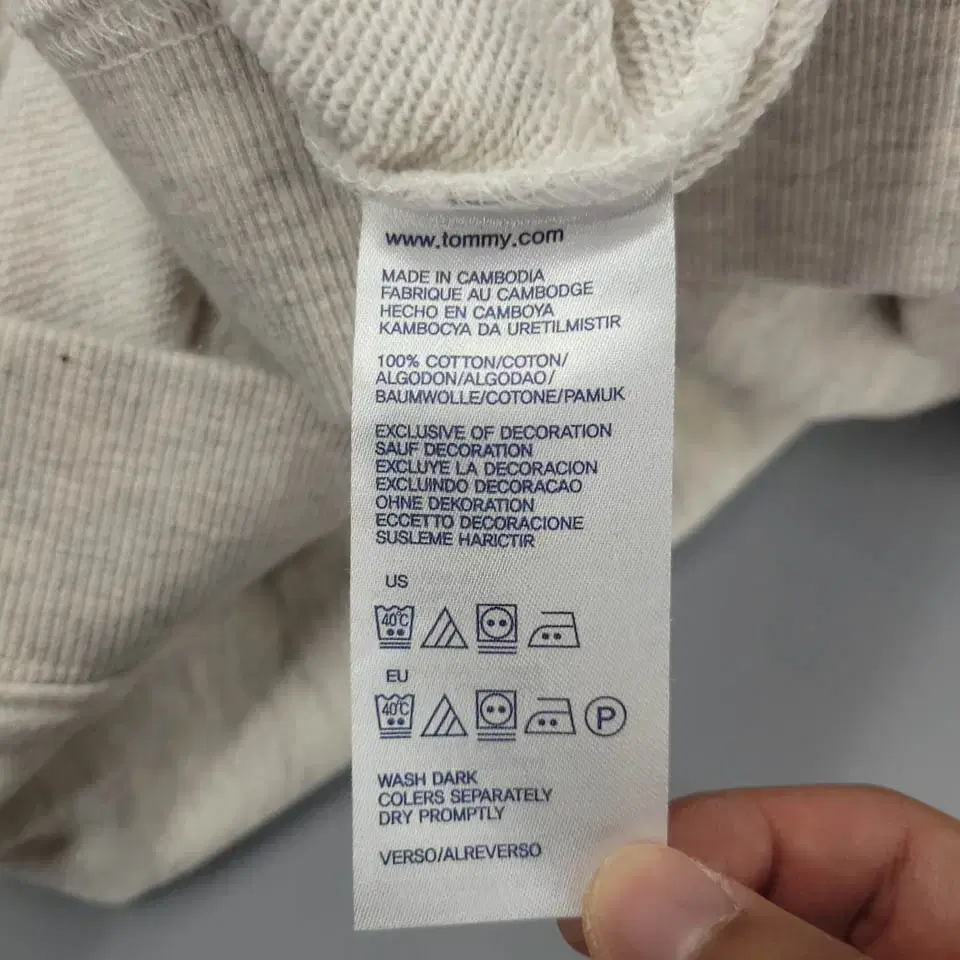 www.tommy.com
MADE IN CAMBODIA
FABRIQUE AU CAMBODGE
HECHO EN CAMBOYA
KAMBOCYA DA URETILMISTIR
100% COTTON/COTON/
ALGODON/ALGODAO/
BAUMWOLLE/COTONE/PAMUK
EXCLUSIVE OF DECORATION
SAUF DECORATION
EXCLUYE LA DECORACION
EXCLUINDO DECORACAO
OHNE DEKORATION
ECCETTO DECORACIONE
SUSLEME HARICTIR
US
40°C
EU
40°C P
WASH DARK
COLERS SEPARATELY
DRY PROMPTLY
VERSO/ALREVERSO